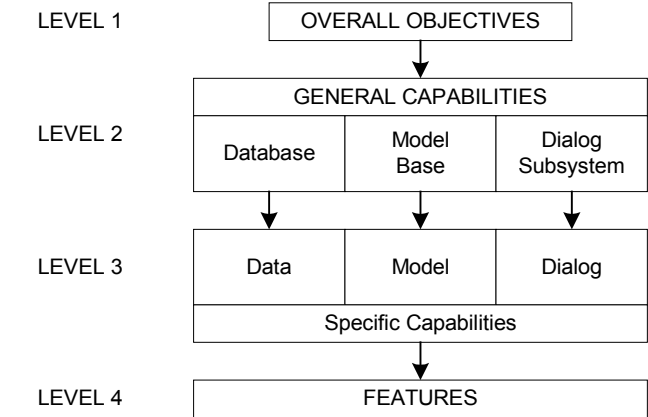 LEVEL 1 OVERALL OBJECTIVES
GENERAL CAPABILITIES
LEVEL 2
Database
Model
Base
Dialog
Subsystem
LEVEL 3 Data Model Dialog
Specific Capabilities
LEVEL 4 FEATURES